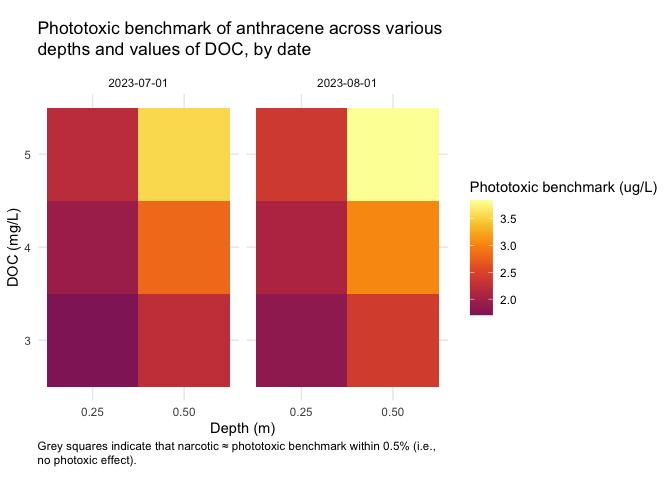 Phototoxic benchmark of anthracene across various
depths and values of DOC, by date
2023-07-01
2023-08-01
DOC (mg/L)
5
4
3
0.25
0.50
0.25
0.50
Depth (m)
Phototoxic benchmark (ug/L)
3.5
3.0
2.5
2.0
Grey squares indicate that narcotic ≈ phototoxic benchmark within 0.5% (i.e.,
no photoxic effect).